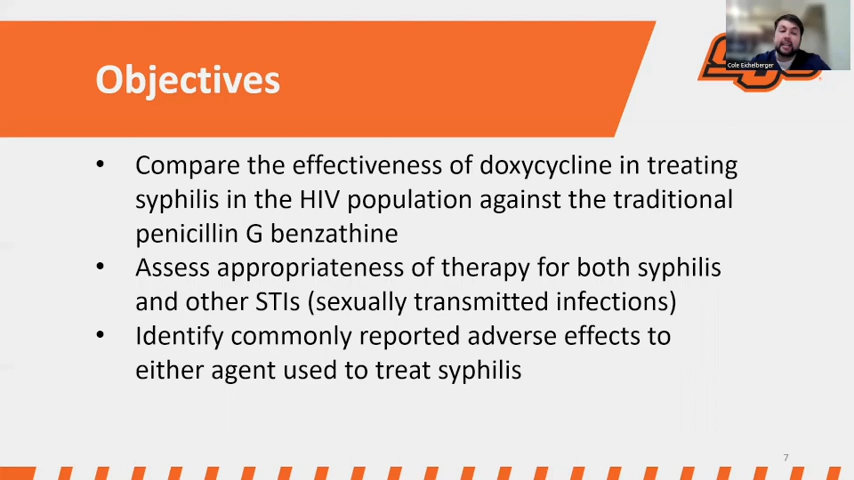 Objectives
Cole Eichelberger
• Compare the effectiveness of doxycycline in treating
syphilis in the HIV population against the traditional
penicillin G benzathine
• Assess appropriateness of therapy for both syphilis
and other STIs (sexually transmitted infections)
• Identify commonly reported adverse effects to
either agent used to treat syphilis
7